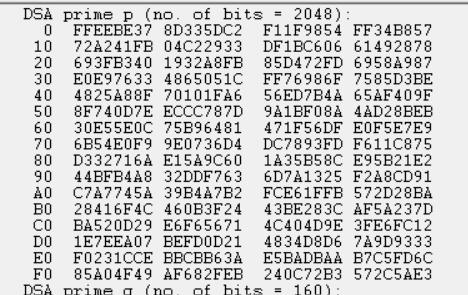 DSA prime p (no. of bits = 2048):
0 FFEEBE37 8D335DC2 F11F9854 FF34B857
10 72A241FB 04C22933 DF1BC606 61492878
20 693FB340 1932A8FB 85D472FD 6958A987
30 E0E97633 4865051C FF76986F 7585D3BE
40 4825A88F 70101FA6 56ED7B4A 65AF409F
50 8F740D7E ECCC787D 9A1BF08A 4AD28BEB
60 30E55E0C 75B96481 471F56DF E0F5E7E9
70 6B54E0F9 9E0736D4 DC7893FD F611C875
80 D332716A E15A9C60 1A35B58C E95B21E2
90 44BFB4A8 32DDF763 6D7A1325 F2A8CD91
A0 C7A7745A 39B4A7B2 FCE61FFB 572D28BA
B0 28416F4C 460B3F24 43BE283C AF5A237D
C0 BA520D29 E6F65671 4C404D9E 3FE6FC12
D0 1E7EEA07 BEFD0D21 4834D8D6 7A9D9333
E0 F0231CCE BBCBB63A E5BADBAA B7C5FD6C
F0 85A04F49 AF682FEB 240C72B3 572C5AE3
DSA prime q (no. of bits = 160):